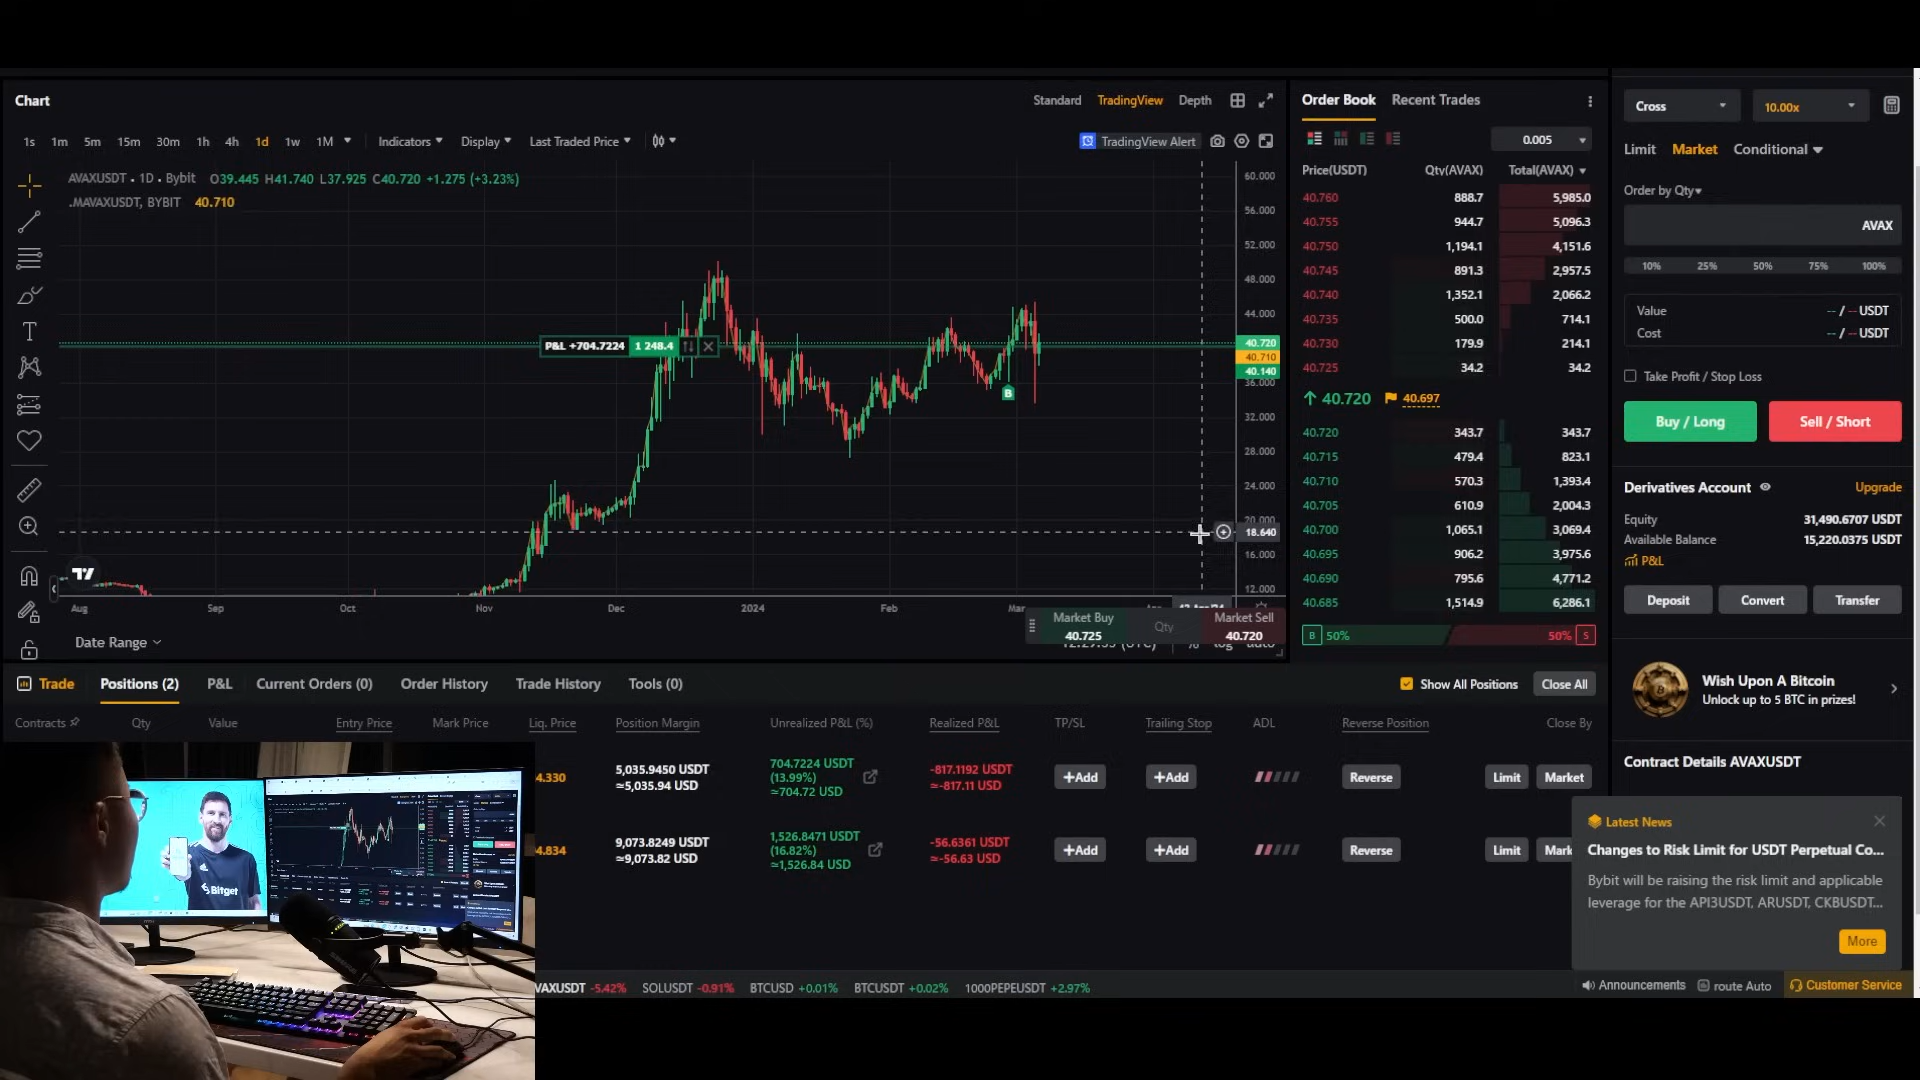 Chart
Standard TradingView Depth
1s 1m 5m 15m 30m 1h 4h 1d 1w 1M Indicators Display Last Traded Price TradingView Alert
AVAXUSDT · 1D · Bybit O39.445 H41.740 L37.925 C40.720 +1.275 (+3.23%)
.MAVAXUSDT, BYBIT 40.710
60.000
56.000
52.000
48.000
44.000
P&L +704.7224 1 248.4
40.720
40.710
40.140
36.000
B
32.000
28.000
24.000
20.000
18.640
16.000
12.000
Aug Sep Oct Nov Dec 2024 Feb Mar
Date Range
Market Buy
40.725
Qty
Market Sell
40.720
Order Book Recent Trades
0.005
Price(USDT) Qty(AVAX) Total(AVAX)
40.760 888.7 5,985.0
40.755 944.7 5,096.3
40.750 1,194.1 4,151.6
40.745 891.3 2,957.5
40.740 1,352.1 2,066.2
40.735 500.0 714.1
40.730 179.9 214.1
40.725 34.2 34.2
40.720 40.697
40.720 343.7 343.7
40.715 479.4 823.1
40.710 570.3 1,393.4
40.705 610.9 2,004.3
40.700 1,065.1 3,069.4
40.695 906.2 3,975.6
40.690 795.6 4,771.2
40.685 1,514.9 6,286.1
B 50% 50% S
Cross 10.00x
Limit Market Conditional
Order by Qty
AVAX
10% 25% 50% 75% 100%
Value -- / -- USDT
Cost -- / -- USDT
Take Profit / Stop Loss
Buy / Long Sell / Short
Derivatives Account Upgrade
Equity 31,490.6707 USDT
Available Balance 15,220.0375 USDT
P&L
Deposit Convert Transfer
Wish Upon A Bitcoin
Unlock up to 5 BTC in prizes!
Contract Details AVAXUSDT
Trade Positions (2) P&L Current Orders (0) Order History Trade History Tools (0) Show All Positions Close All
Contracts Qty Value Entry Price Mark Price Liq. Price Position Margin Unrealized P&L (%) Realized P&L TP/SL Trailing Stop ADL Reverse Position Close By
4.330
5,035.9450 USDT
≈5,035.94 USD
704.7224 USDT
(13.99%)
≈704.72 USD
-817.1192 USDT
≈-817.11 USD
+Add +Add Reverse Limit Market
4.834
9,073.8249 USDT
≈9,073.82 USD
1,526.8471 USDT
(16.82%)
≈1,526.84 USD
-56.6361 USDT
≈-56.63 USD
+Add +Add Reverse Limit Mark
Latest News
Changes to Risk Limit for USDT Perpetual Co...
Bybit will be raising the risk limit and applicable
leverage for the API3USDT, ARUSDT, CKBUSDT...
More
Bitget
VAXUSDT -5.42% SOLUSDT -0.91% BTCUSD +0.01% BTCUSDT +0.02% 1000PEPEUSDT +2.97%
Announcements route Auto Customer Service